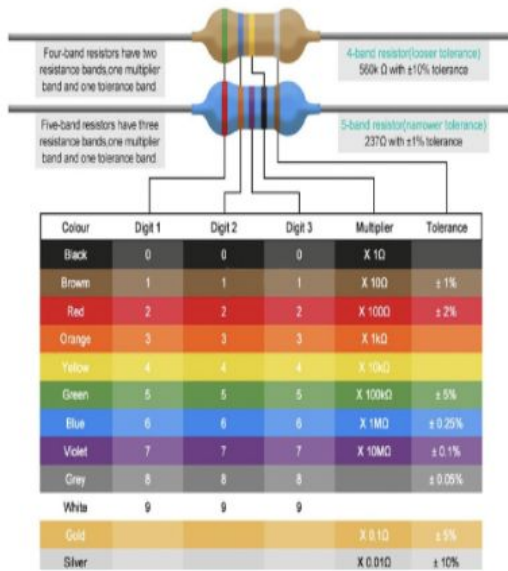 Four-band resistors have two
resistance bands,one multiplier
band and one tolerance band.
4-band resistor(looser tolerance)
560k Ω with ±10% tolerance
Five-band resistors have three
resistance bands,one multiplier
band and one tolerance band.
5-band resistor(narrower tolerance)
237Ω with ±1% tolerance
Colour Digit 1 Digit 2 Digit 3 Multiplier Tolerance
Black 0 0 0 X 1Ω
Browm 1 1 1 X 10Ω ± 1%
Red 2 2 2 X 100Ω ± 2%
Orange 3 3 3 X 1kΩ
Yellow 4 4 4 X 10kΩ
Green 5 5 5 X 100kΩ ± 5%
Blue 6 6 6 X 1MΩ ± 0.25%
Violet 7 7 7 X 10MΩ ± 0.1%
Grey 8 8 8 ± 0.05%
White 9 9 9
Gold X 0.1Ω ± 5%
Silver X 0.01Ω ± 10%